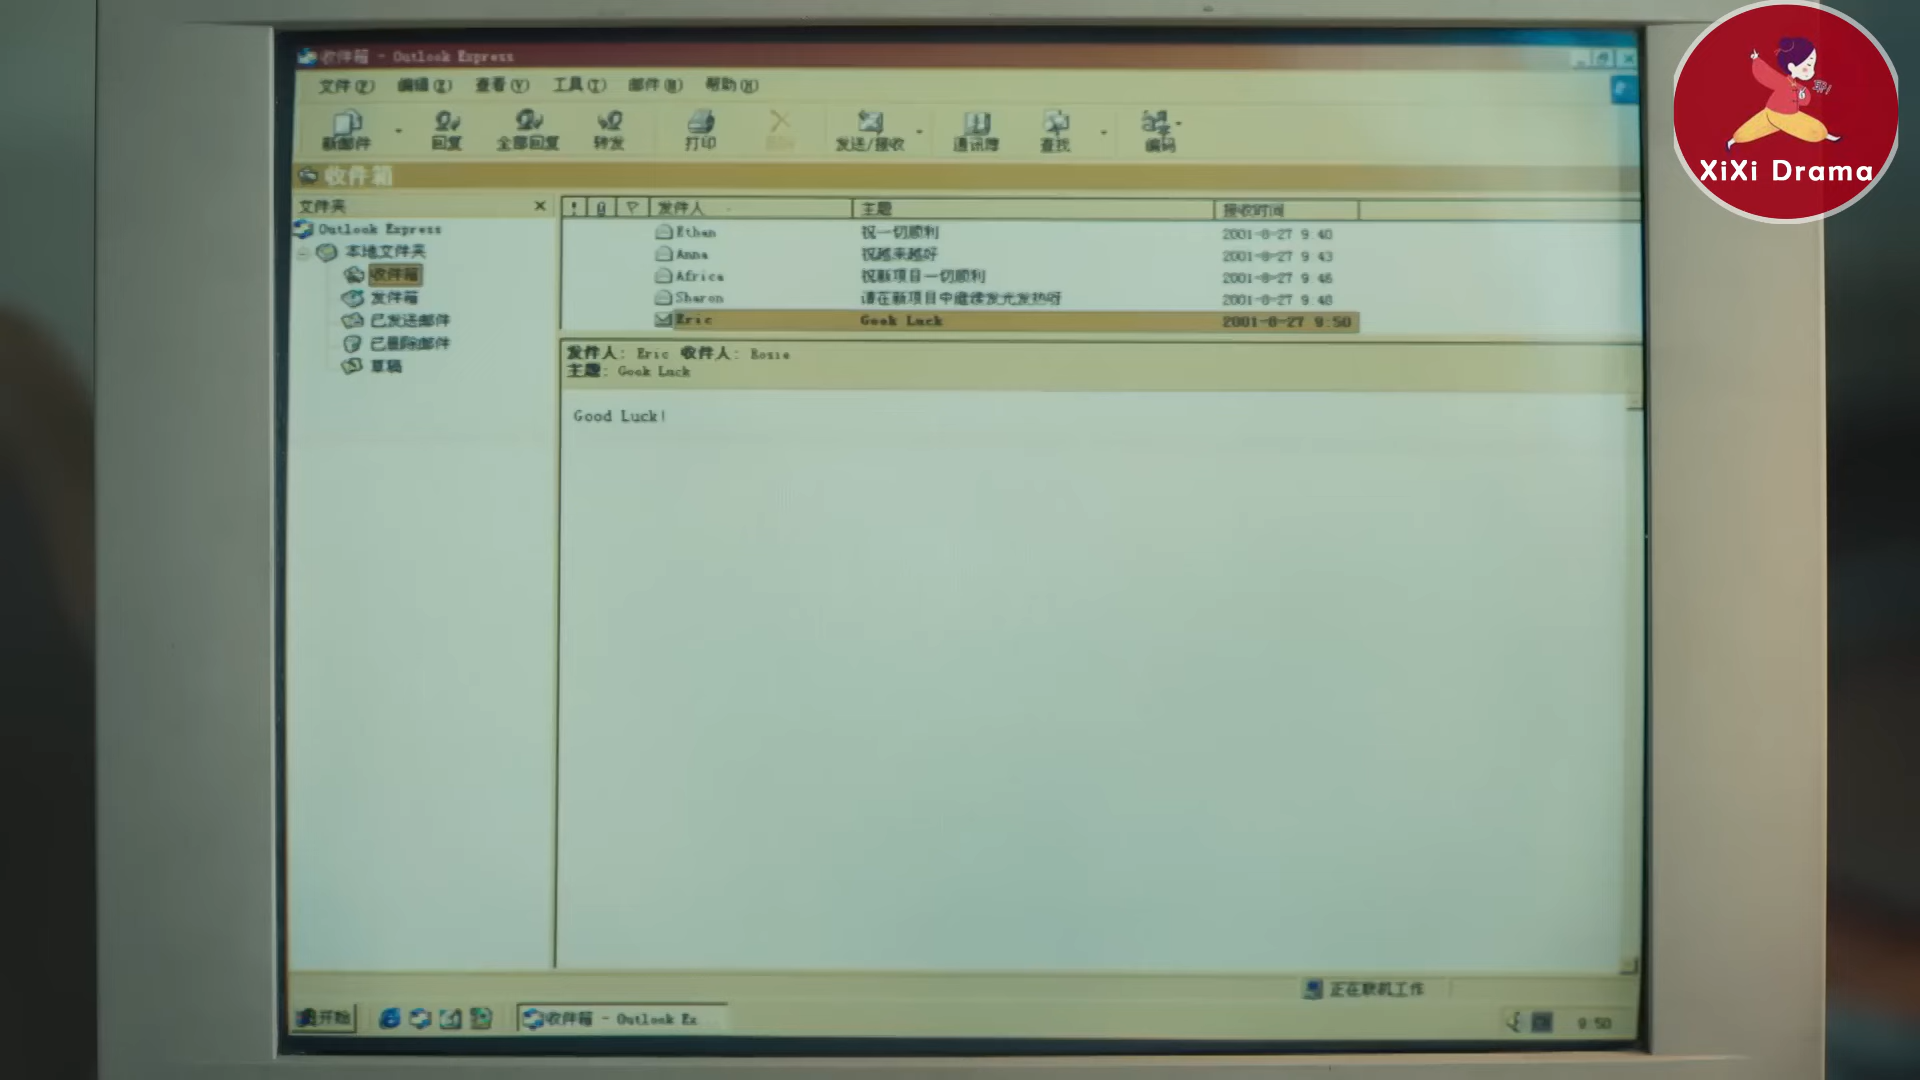 收件箱 - Outlook Express
文件(F) 编辑(E) 查看(V) 工具(T) 邮件(M) 帮助(H)
新邮件 回复 全部回复 转发 打印 发送/接收 通讯簿 查找 编码
收件箱
文件夹
! 发件人 主题 接收时间
Outlook Express
本地文件夹
收件箱
发件箱
已发送邮件
已删除邮件
草稿
Ethan 祝一切顺利 2001-8-27 9:40
Anna 祝越来越好 2001-8-27 9:43
Africa 祝新项目一切顺利 2001-8-27 9:46
Sharon 请在新项目中继续发光发热呀 2001-8-27 9:48
Eric Gook Luck 2001-8-27 9:50
发件人: Eric 收件人: Rosie
主题: Gook Luck
Good Luck!
正在联机工作
开始 收件箱 - Outlook Ex 9:50
XiXi Drama